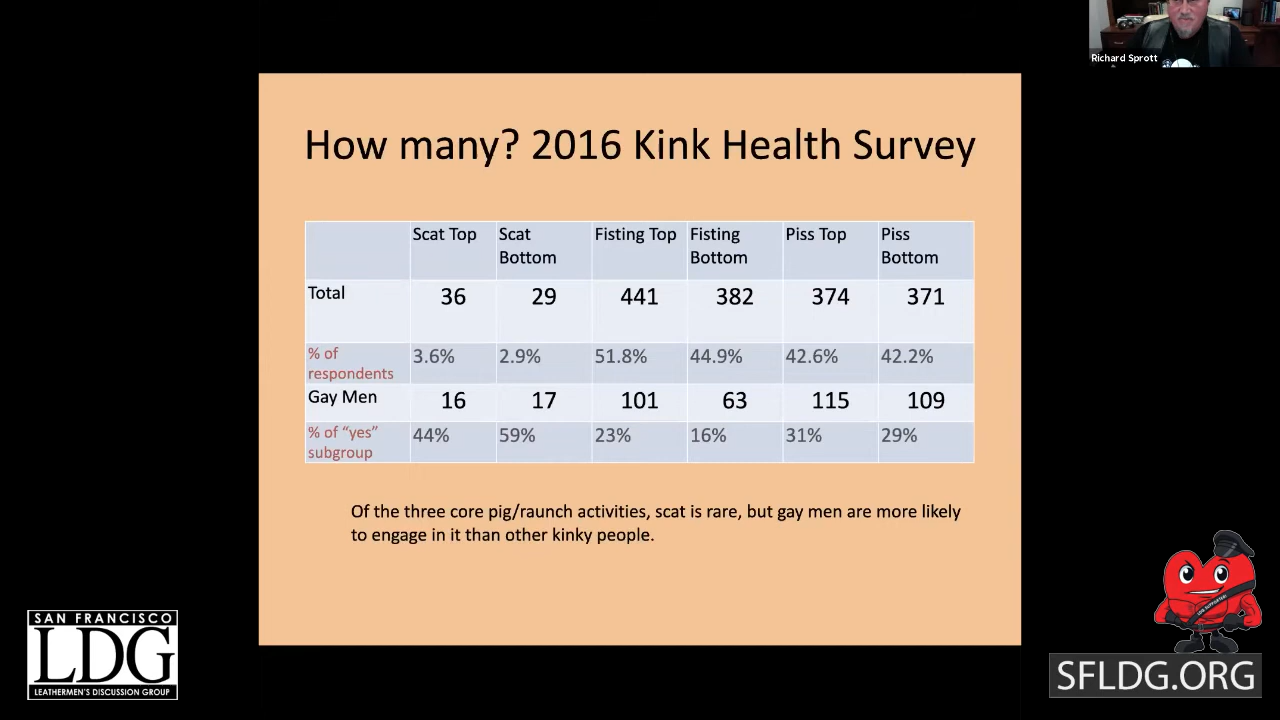 Richard Sprott
How many? 2016 Kink Health Survey
Scat Top Scat Bottom Fisting Top Fisting Bottom Piss Top Piss Bottom
Total 36 29 441 382 374 371
% of respondents 3.6% 2.9% 51.8% 44.9% 42.6% 42.2%
Gay Men 16 17 101 63 115 109
% of “yes” subgroup 44% 59% 23% 16% 31% 29%
Of the three core pig/raunch activities, scat is rare, but gay men are more likely
to engage in it than other kinky people.
SAN FRANCISCO
LDG
LEATHERMEN'S DISCUSSION GROUP
LDG SUPPORTER!
SFLDG.ORG